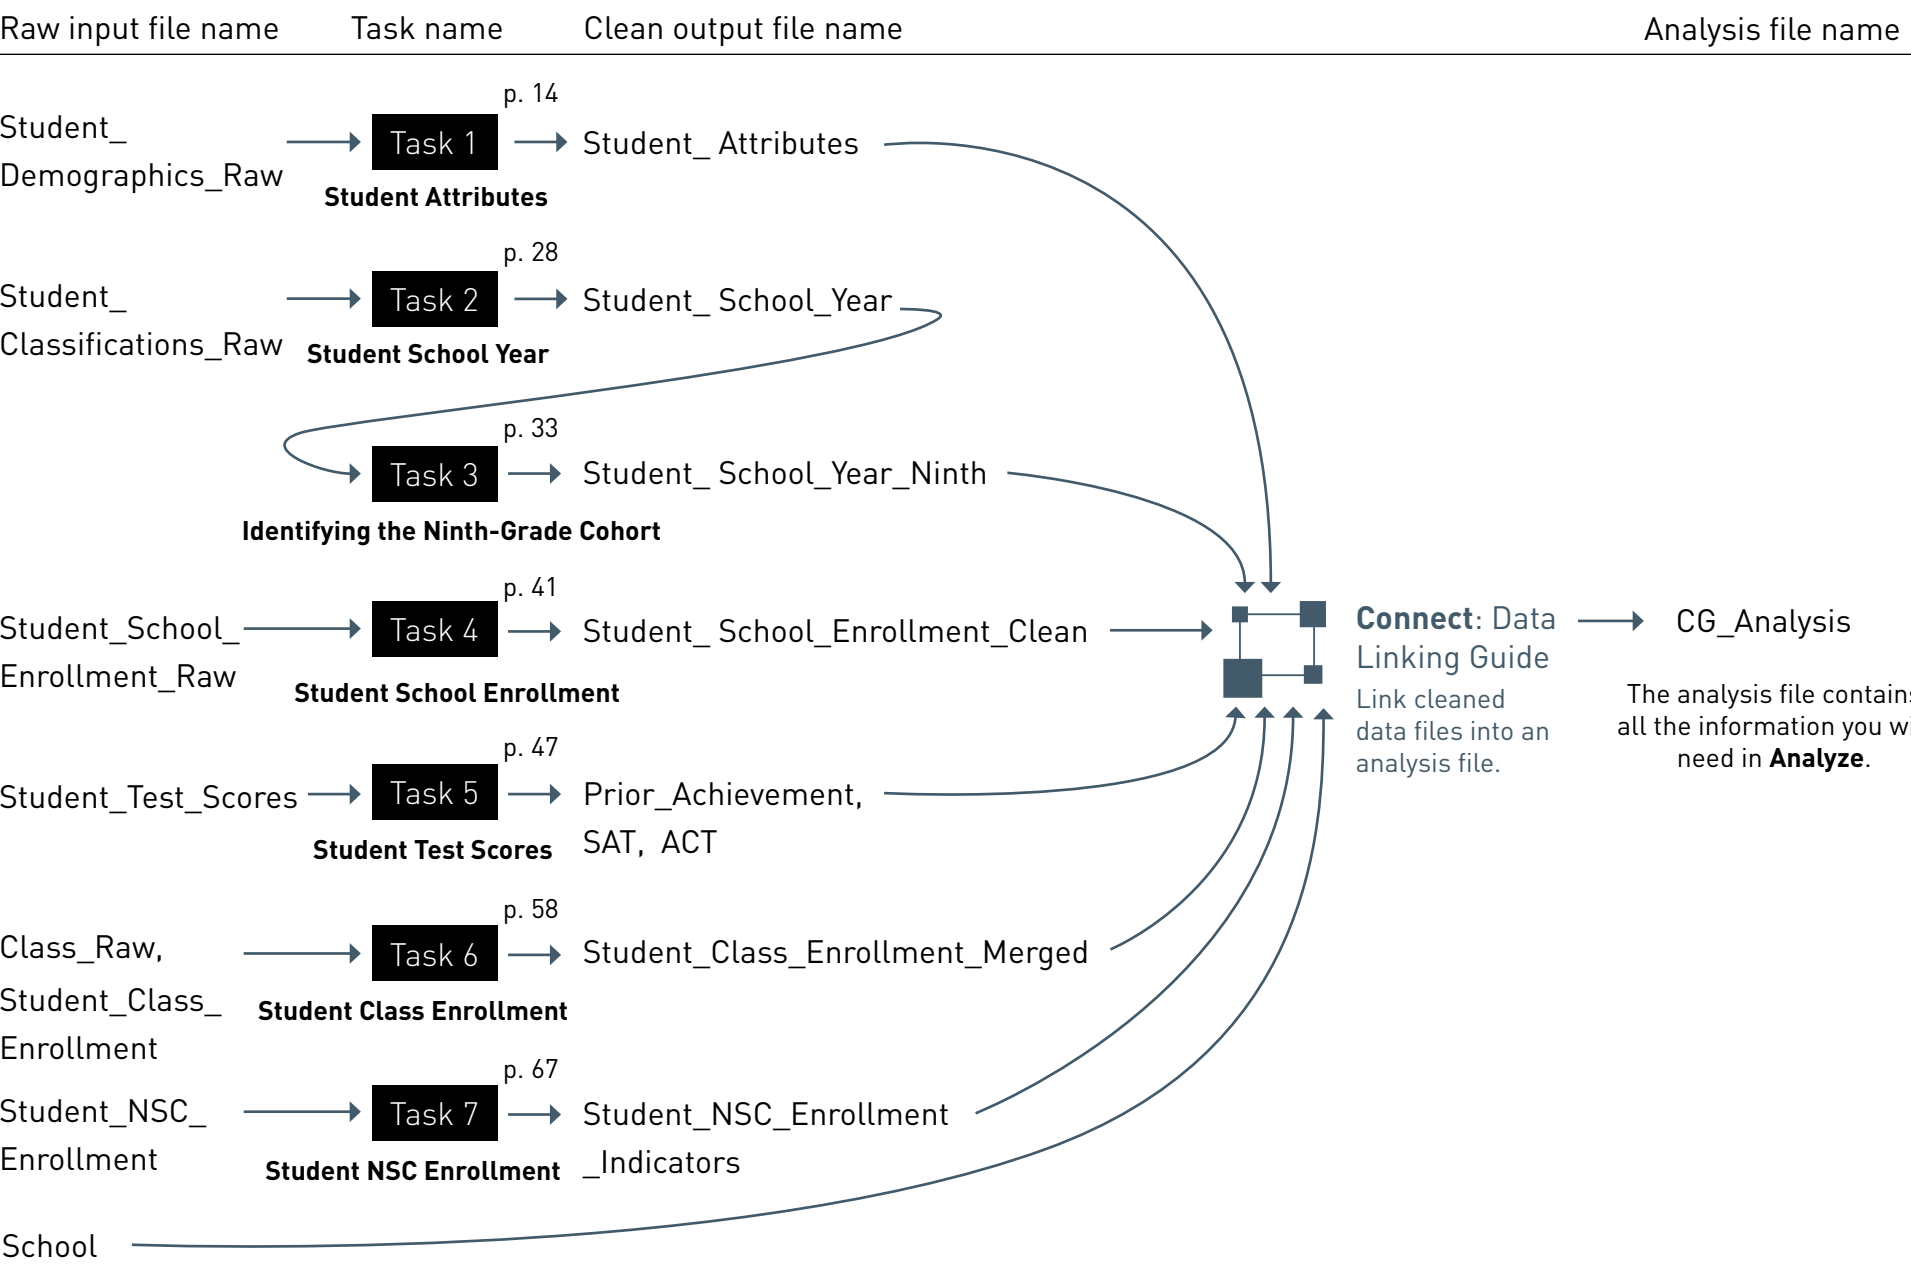 Raw input file name Task name Clean output file name Analysis file name
p. 14
Student_
Demographics_Raw
Task 1
Student_ Attributes
Student Attributes
p. 28
Student_
Classifications_Raw
Task 2
Student_ School_Year
Student School Year
p. 33
Task 3
Student_ School_Year_Ninth
Identifying the Ninth-Grade Cohort
p. 41
Student_School_
Enrollment_Raw
Task 4
Student_ School_Enrollment_Clean
Student School Enrollment
p. 47
Student_Test_Scores
Task 5
Prior_Achievement,
SAT, ACT
Student Test Scores
p. 58
Class_Raw,
Student_Class_
Enrollment
Task 6
Student_Class_Enrollment_Merged
Student Class Enrollment
p. 67
Student_NSC_
Enrollment
Task 7
Student_NSC_Enrollment
_Indicators
Student NSC Enrollment
School
Connect: Data
Linking Guide
Link cleaned
data files into an
analysis file.
CG_Analysis
The analysis file contains
all the information you wi
need in Analyze.